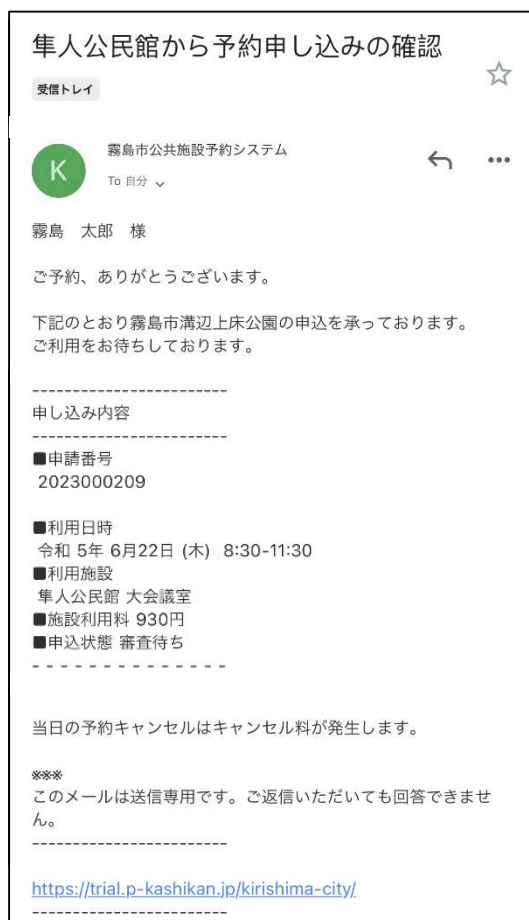 隼人公民館から予約申し込みの確認
受信トレイ
K
霧島市公共施設予約システム
To 自分
霧島　太郎　様
ご予約、ありがとうございます。
下記のとおり霧島市溝辺上床公園の申込を承っております。
ご利用をお待ちしております。
------------------------
申し込み内容
------------------------
■申請番号
2023000209
■利用日時
令和 5年 6月22日 (木)  8:30-11:30
■利用施設
隼人公民館 大会議室
■施設利用料 930円
■申込状態 審査待ち
- - - - - - - - - - - - - -
当日の予約キャンセルはキャンセル料が発生します。
※※※
このメールは送信専用です。ご返信いただいても回答できませ
ん。
------------------------
https://trial.p-kashikan.jp/kirishima-city/
------------------------